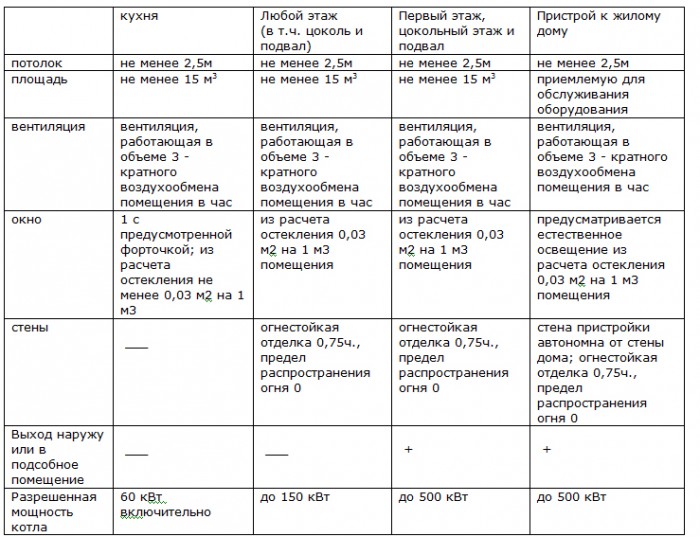 кухня
Любой этаж
(в т.ч. цоколь и
подвал)
Первый этаж,
цокольный этаж и
подвал
Пристрой к жилому
дому
потолок
не менее 2,5м
не менее 2,5м
не менее 2,5м
не менее 2,5м
площадь
не менее 15 м³
не менее 15 м³
не менее 15 м³
приемлемую для
обслуживания
оборудования
вентиляция
вентиляция,
работающая в
объеме 3 -
кратного
воздухообмена
помещения в час
вентиляция,
работающая в
объеме 3 -
кратного
воздухообмена
помещения в час
вентиляция,
работающая в
объеме 3 -
кратного
воздухообмена
помещения в час
вентиляция,
работающая в
объеме 3 - кратного
воздухообмена
помещения в час
окно
1 с
предусмотренной
форточкой; из
расчета
остекления не
менее 0,03 м2 на 1
м3
из расчета
остекления 0,03
м2 на 1 м3
помещения
из расчета
остекления 0,03
м2 на 1 м3
помещения
предусматривается
естественное
освещение из
расчета остекления
0,03 м2 на 1 м3
помещения
стены
___
огнестойкая
отделка 0,75ч.,
предел
распространения
огня 0
огнестойкая
отделка 0,75ч.,
предел
распространения
огня 0
стена пристройки
автономна от стены
дома; огнестойкая
отделка 0,75ч.,
предел
распространения
огня 0
Выход наружу
или в
подсобное
помещение
___
___
+
+
Разрешенная
мощность
котла
60 кВт
включительно
до 150 кВт
до 500 кВт
до 500 кВт